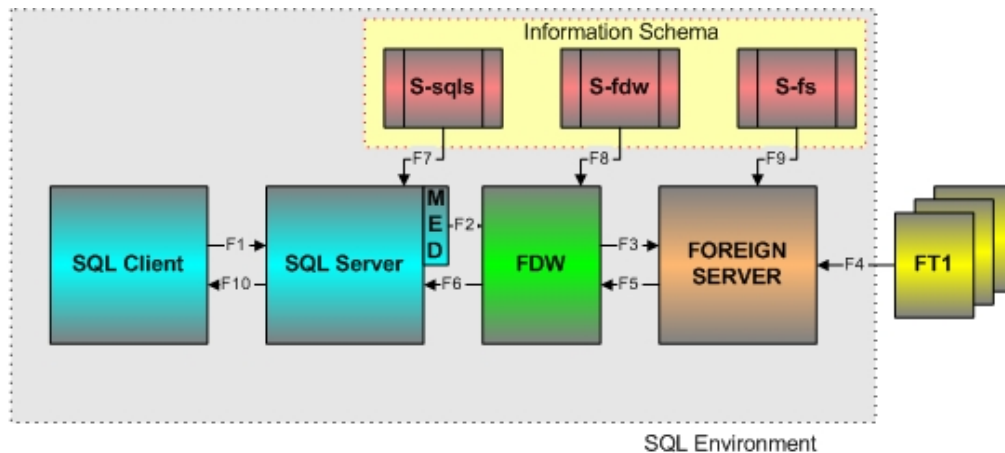 Information Schema
S-sqls
S-fdw
S-fs
F7
F8
F9
MED
F1
F2
F3
SQL Client
SQL Server
FDW
FOREIGN
SERVER
F4
FT1
F10
F6
F5
SQL Environment